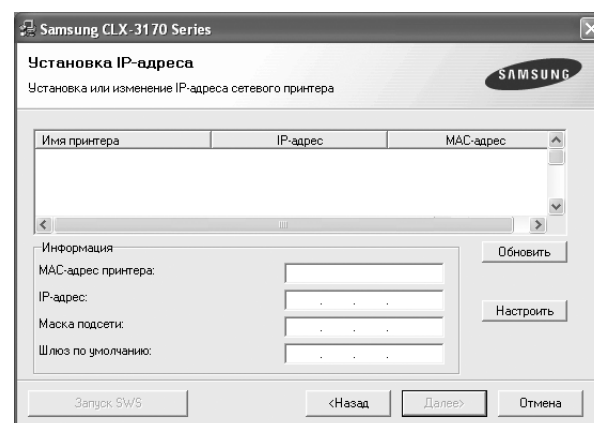 Samsung CLX-3170 Series
Установка IP-адреса
Установка или изменение IP-адреса сетевого принтера
SAMSUNG
Имя принтера IP-адрес MAC-адрес
Информация
Обновить
MAC-адрес принтера:
IP-адрес:
Настроить
Маска подсети:
Шлюз по умолчанию:
Запуск SWS <Назад Далее> Отмена